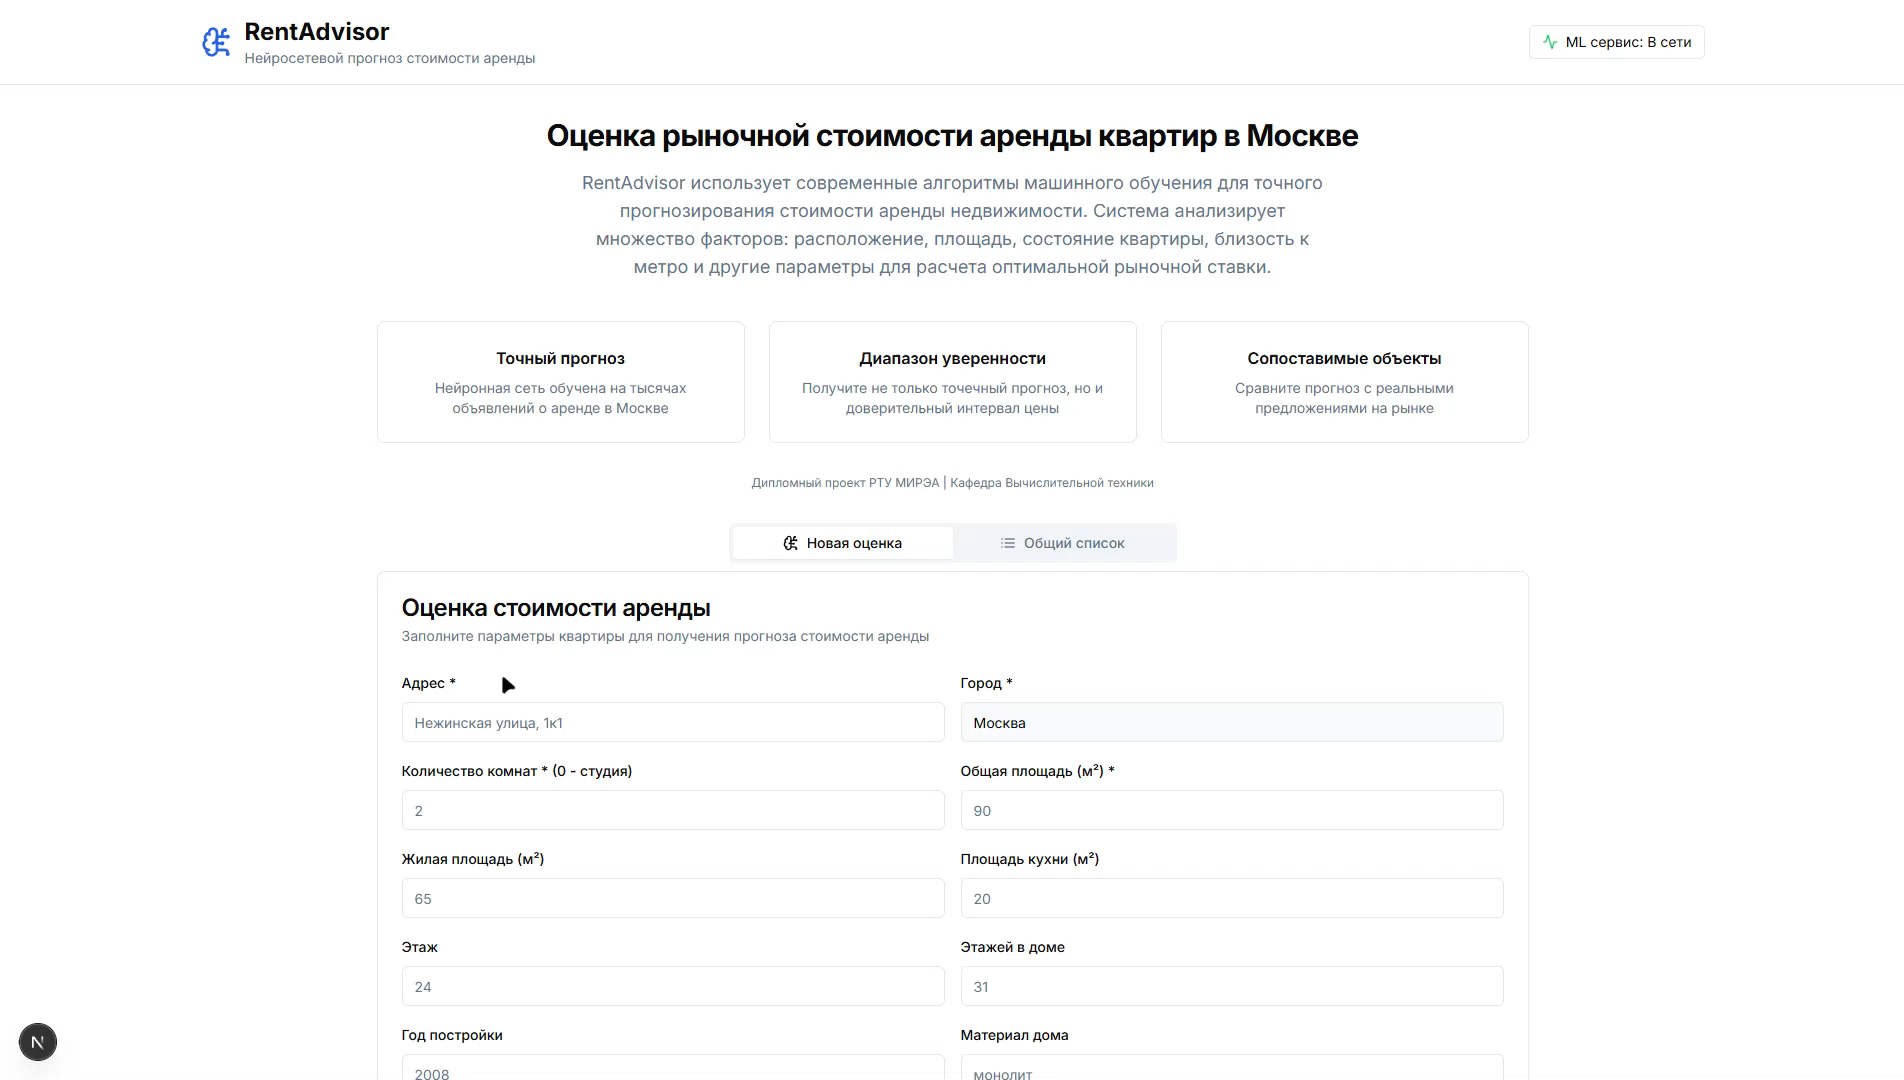 RentAdvisor
Нейросетевой прогноз стоимости аренды
ML сервис: В сети
Оценка рыночной стоимости аренды квартир в Москве
RentAdvisor использует современные алгоритмы машинного обучения для точного
прогнозирования стоимости аренды недвижимости. Система анализирует
множество факторов: расположение, площадь, состояние квартиры, близость к
метро и другие параметры для расчета оптимальной рыночной ставки.
Точный прогноз
Нейронная сеть обучена на тысячах
объявлений о аренде в Москве
Диапазон уверенности
Получите не только точечный прогноз, но и
доверительный интервал цены
Сопоставимые объекты
Сравните прогноз с реальными
предложениями на рынке
Дипломный проект РТУ МИРЭА | Кафедра Вычислительной техники
Новая оценка
Общий список
Оценка стоимости аренды
Заполните параметры квартиры для получения прогноза стоимости аренды
Адрес *
Нежинская улица, 1к1
Город *
Москва
Количество комнат * (0 - студия)
2
Общая площадь (м²) *
90
Жилая площадь (м²)
65
Площадь кухни (м²)
20
Этаж
24
Этажей в доме
31
Год постройки
2008
Материал дома
монолит
N